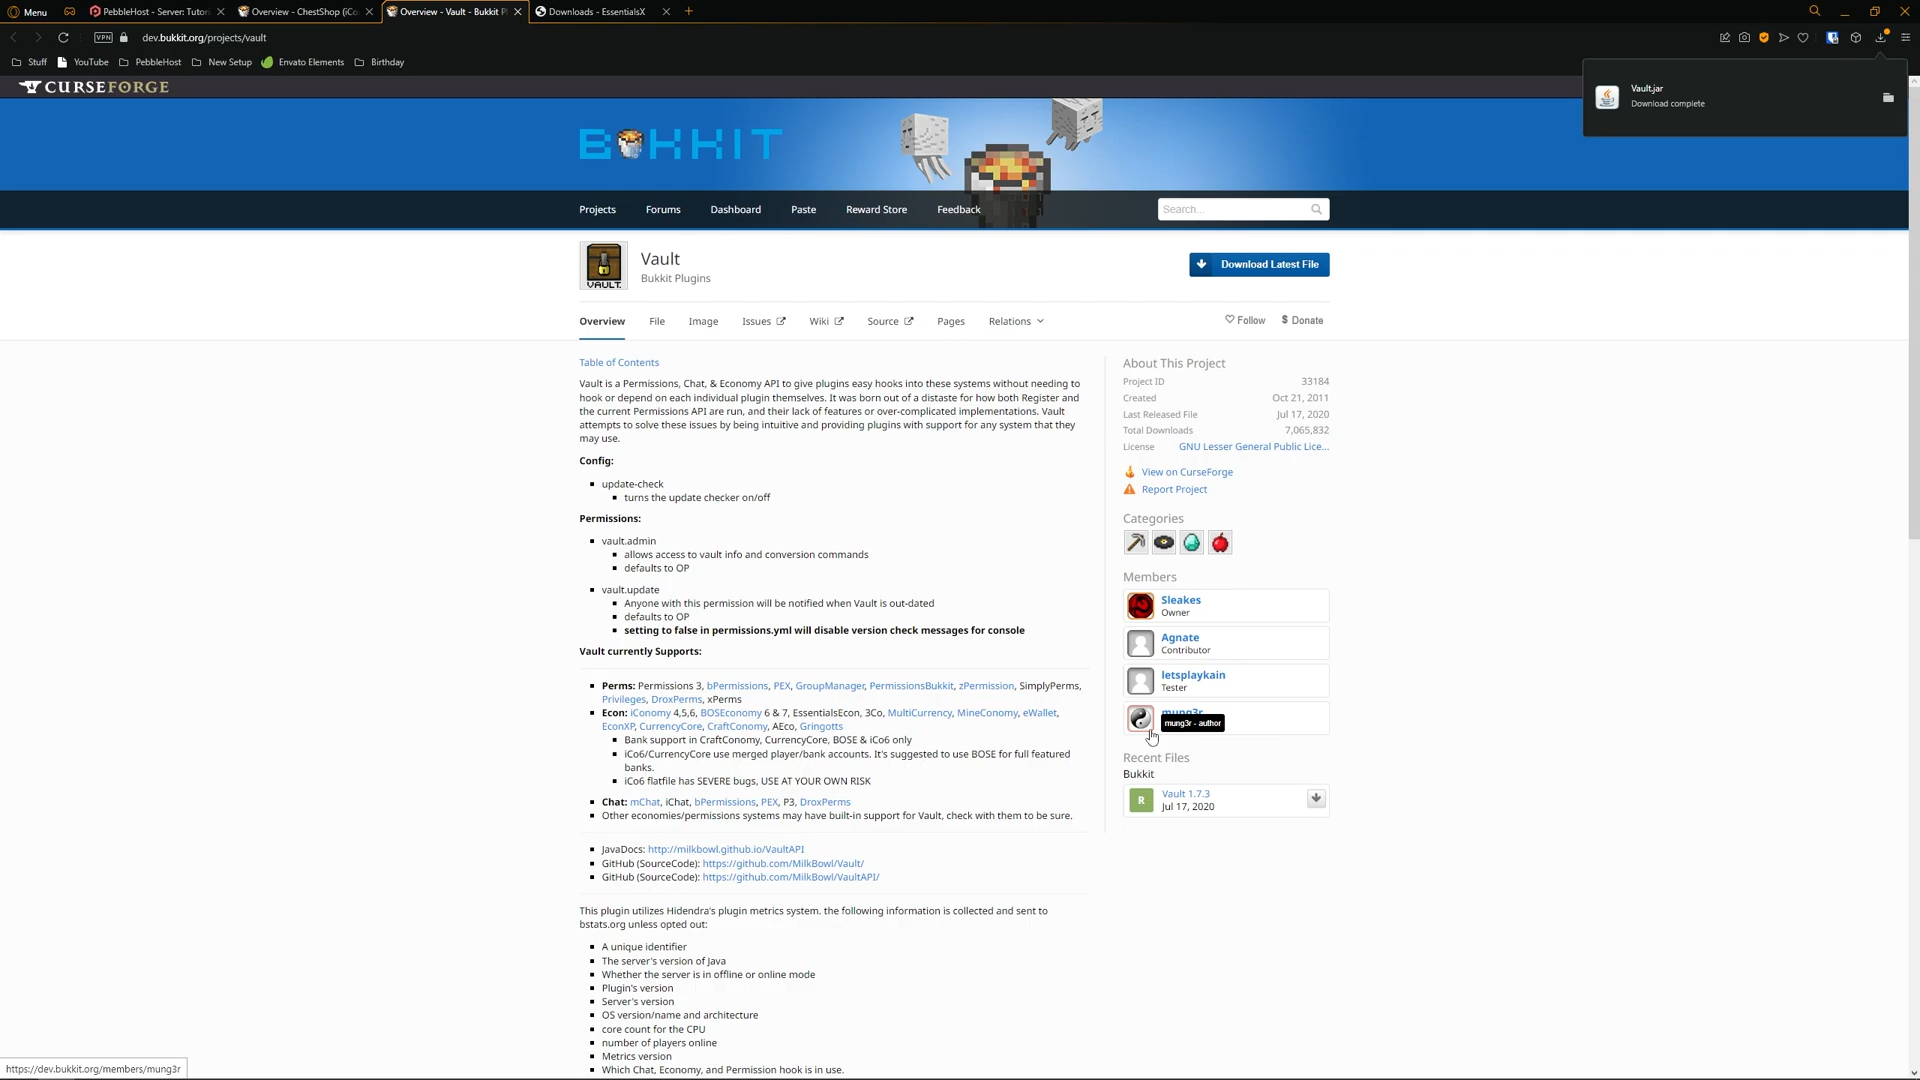 Menu
PebbleHost - Server: Tutori
Overview - ChestShop (iCo
Overview - Vault - Bukkit P
Downloads - EssentialsX
VPN
dev.bukkit.org/projects/vault
Stuff
YouTube
PebbleHost
New Setup
Envato Elements
Birthday
Vault.jar
Download complete
CURSEFORGE
BUKKIT
Projects
Forums
Dashboard
Paste
Reward Store
Feedback
Search...
VAULT
Vault
Bukkit Plugins
Download Latest File
Overview
File
Image
Issues
Wiki
Source
Pages
Relations
Follow
$ Donate
Table of Contents
Vault is a Permissions, Chat, & Economy API to give plugins easy hooks into these systems without needing to
hook or depend on each individual plugin themselves. It was born out of a distaste for how both Register and
the current Permissions API are run, and their lack of features or over-complicated implementations. Vault
attempts to solve these issues by being intuitive and providing plugins with support for any system that they
may use.
Config:
update-check
turns the update checker on/off
Permissions:
vault.admin
allows access to vault info and conversion commands
defaults to OP
vault.update
Anyone with this permission will be notified when Vault is out-dated
defaults to OP
setting to false in permissions.yml will disable version check messages for console
Vault currently Supports:
Perms: Permissions 3, bPermissions, PEX, GroupManager, PermissionsBukkit, zPermission, SimplyPerms,
Privileges, DroxPerms, xPerms
Econ: iConomy 4,5,6, BOSEconomy 6 & 7, EssentialsEcon, 3Co, MultiCurrency, MineConomy, eWallet,
EconXP, CurrencyCore, CraftConomy, AEco, Gringotts
Bank support in CraftConomy, CurrencyCore, BOSE & iCo6 only
iCo6/CurrencyCore use merged player/bank accounts. It's suggested to use BOSE for full featured
banks.
iCo6 flatfile has SEVERE bugs, USE AT YOUR OWN RISK
Chat: mChat, iChat, bPermissions, PEX, P3, DroxPerms
Other economies/permissions systems may have built-in support for Vault, check with them to be sure.
JavaDocs: http://milkbowl.github.io/VaultAPI
GitHub (SourceCode): https://github.com/MilkBowl/Vault/
GitHub (SourceCode): https://github.com/MilkBowl/VaultAPI/
This plugin utilizes Hidendra's plugin metrics system. the following information is collected and sent to
bstats.org unless opted out:
A unique identifier
The server's version of Java
Whether the server is in offline or online mode
Plugin's version
Server's version
OS version/name and architecture
core count for the CPU
number of players online
Metrics version
Which Chat, Economy, and Permission hook is in use.
About This Project
Project ID 33184
Created Oct 21, 2011
Last Released File Jul 17, 2020
Total Downloads 7,065,832
License GNU Lesser General Public Lice...
View on CurseForge
Report Project
Categories
Members
Sleakes
Owner
Agnate
Contributor
letsplaykain
Tester
mung3r
mung3r - author
Recent Files
Bukkit
R
Vault 1.7.3
Jul 17, 2020
https://dev.bukkit.org/members/mung3r